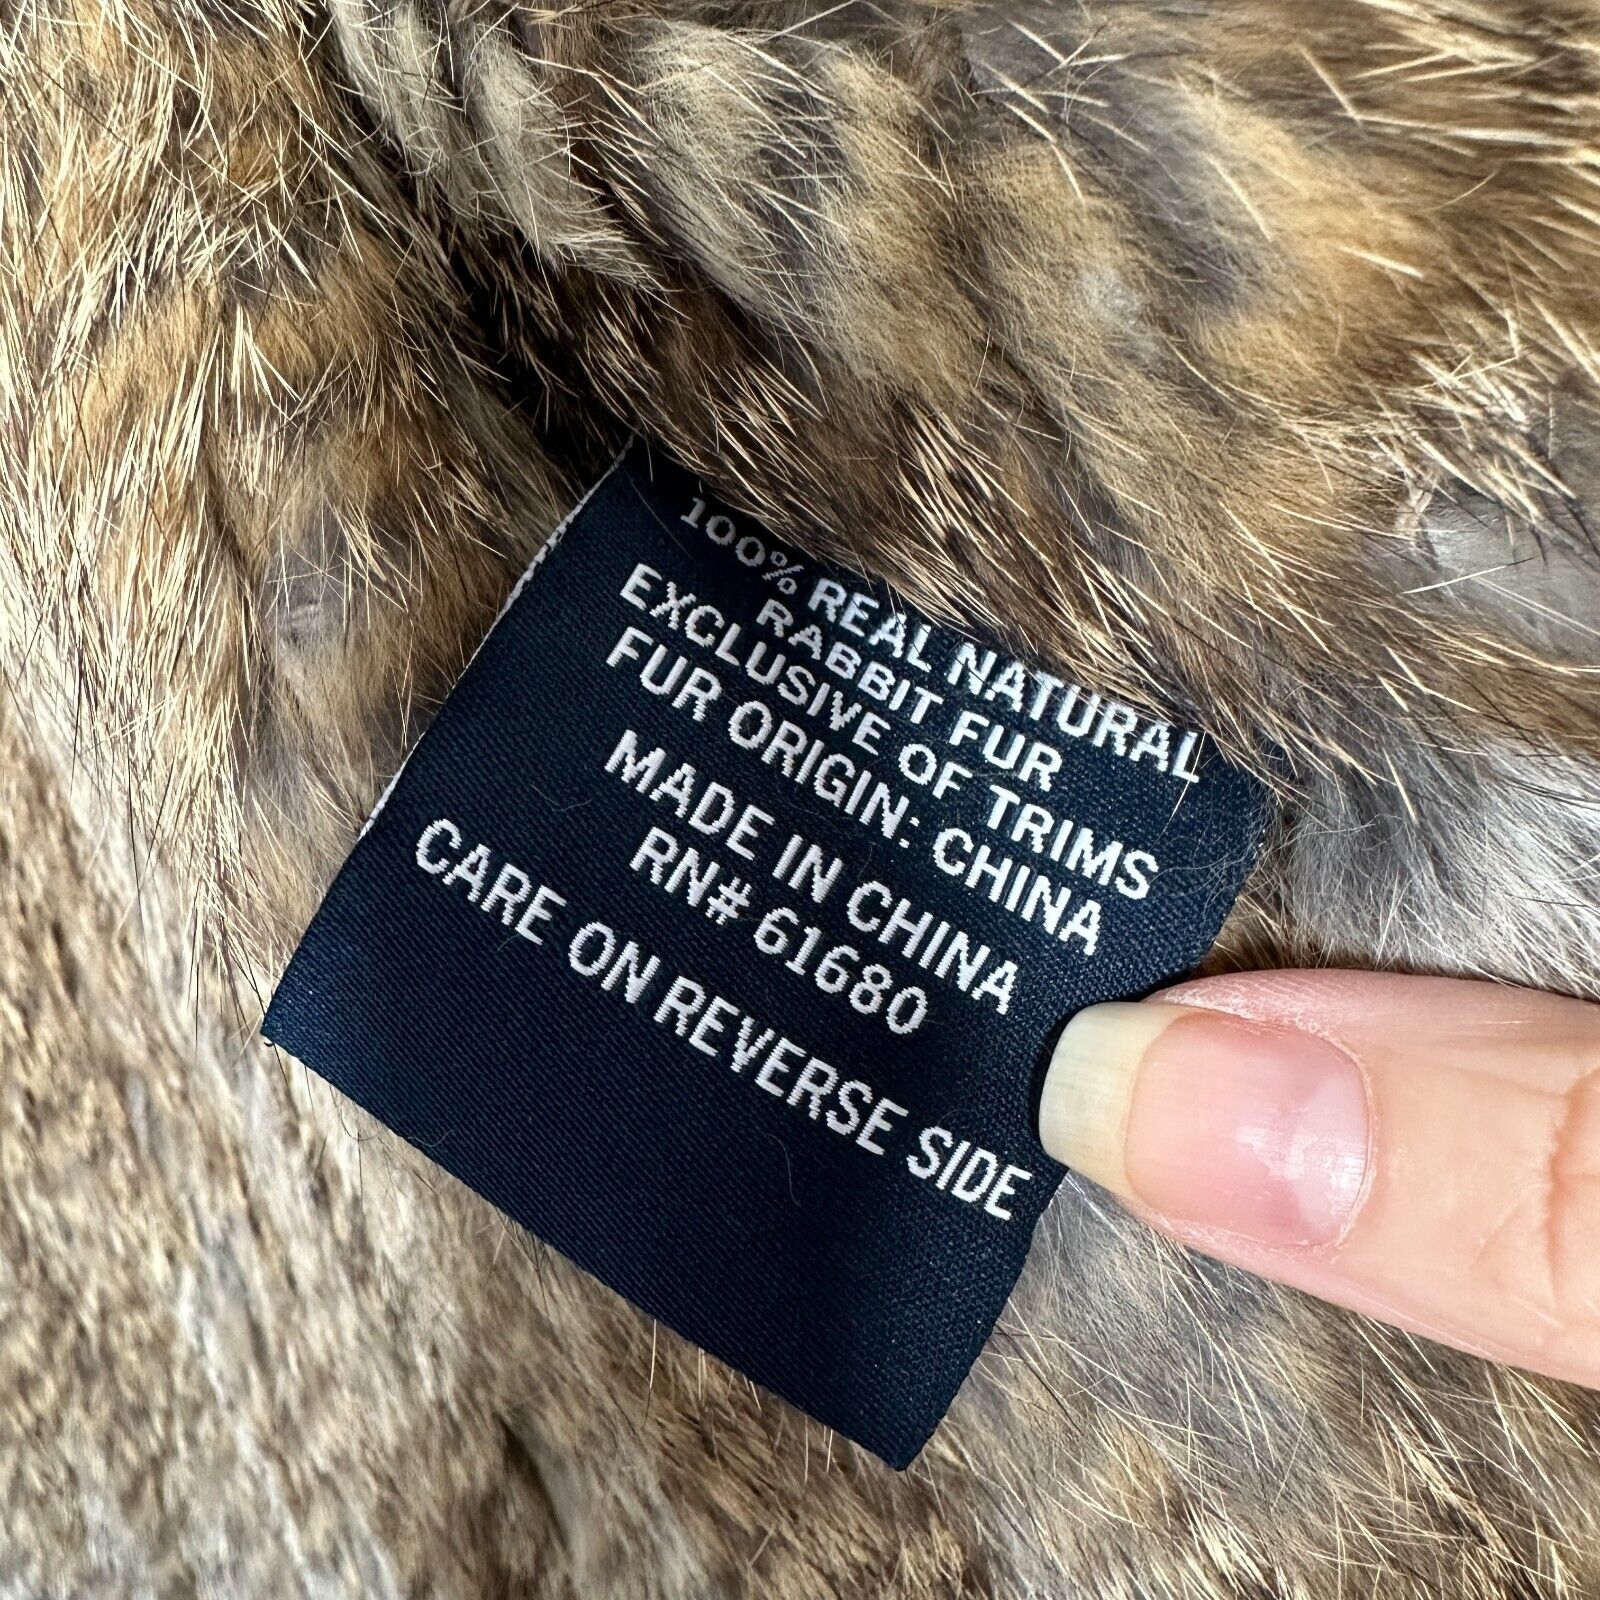 100% REAL NATURAL
RABBIT FUR
EXCLUSIVE OF TRIMS
FUR ORIGIN: CHINA
MADE IN CHINA
RN# 61680
CARE ON REVERSE SIDE